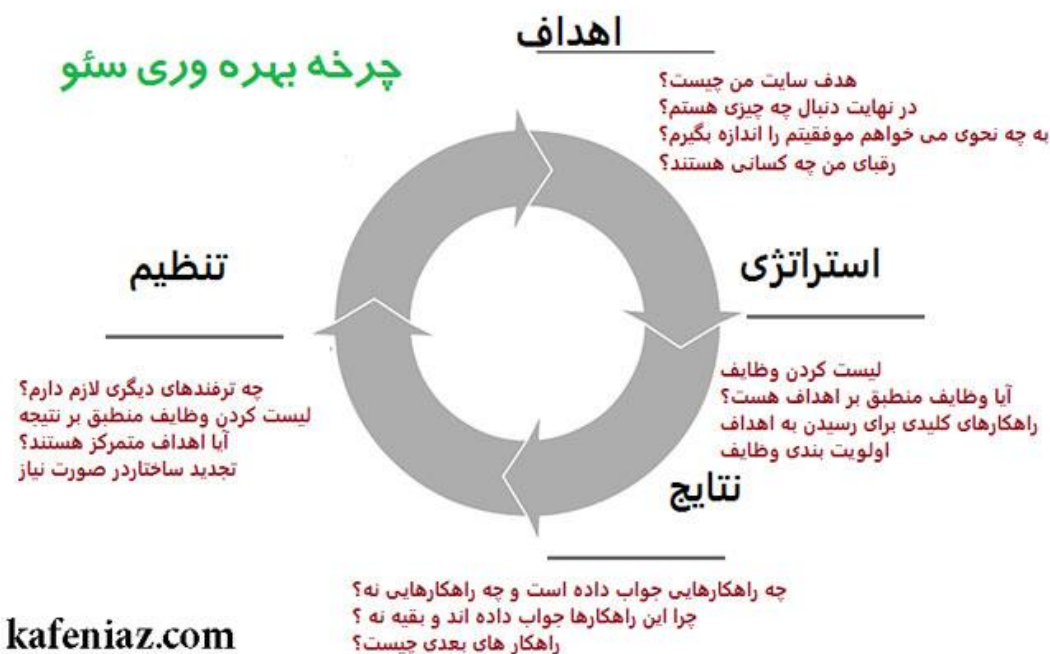 چرخه بهره وری سئو
اهداف
هدف سایت من چیست؟
در نهایت دنبال چه چیزی هستم؟
به چه نحوی می خواهم موفقیتم را اندازه بگیرم؟
رقبای من چه کسانی هستند؟
استراتژی
لیست کردن وظایف
آیا وظایف منطبق بر اهداف هست؟
راهکارهای کلیدی برای رسیدن به اهداف
اولویت بندی وظایف
نتایج
چه راهکارهایی جواب داده است و چه راهکارهایی نه؟
چرا این راهکارها جواب داده اند و بقیه نه ؟
راهکار های بعدی چیست؟
تنظیم
چه ترفندهای دیگری لازم دارم؟
لیست کردن وظایف منطبق بر نتیجه
آیا اهداف متمرکز هستند؟
تجدید ساختاردر صورت نیاز
kafeniaz.com